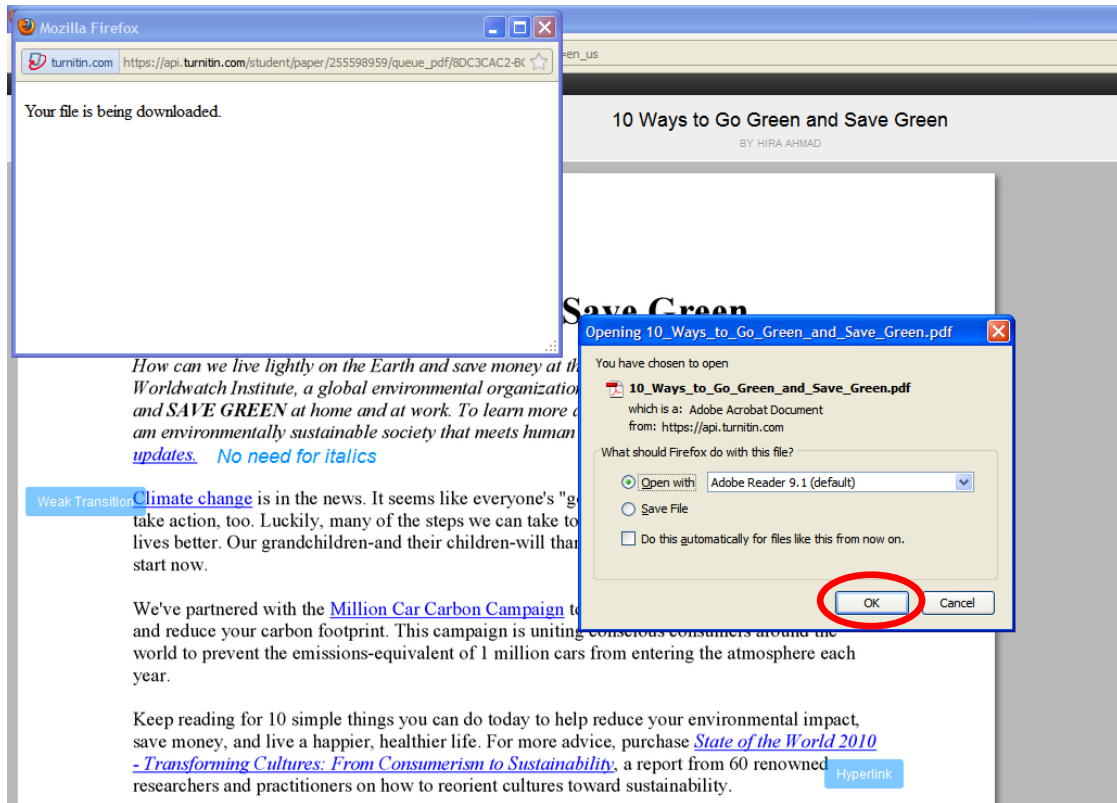 Mozilla Firefox
turnitin.com https://api.turnitin.com/student/paper/255598959/queue_pdf/8DC3CAC2-B
=en_us
Your file is being downloaded.
10 Ways to Go Green and Save Green
BY HIRA AHMAD
Save Green
Opening 10_Ways_to_Go_Green_and_Save_Green.pdf
You have chosen to open
10_Ways_to_Go_Green_and_Save_Green.pdf
which is a: Adobe Acrobat Document
from: https://api.turnitin.com
What should Firefox do with this file?
Open with Adobe Reader 9.1 (default)
Save File
Do this automatically for files like this from now on.
OK Cancel
How can we live lightly on the Earth and save money at th
Worldwatch Institute, a global environmental organization
and SAVE GREEN at home and at work. To learn more a
am environmentally sustainable society that meets human
updates. No need for italics
Weak Transition Climate change is in the news. It seems like everyone's "g
take action, too. Luckily, many of the steps we can take to
lives better. Our grandchildren-and their children-will than
start now.
We've partnered with the Million Car Carbon Campaign to
and reduce your carbon footprint. This campaign is uniting conscious consumers around the
world to prevent the emissions-equivalent of 1 million cars from entering the atmosphere each
year.
Keep reading for 10 simple things you can do today to help reduce your environmental impact,
save money, and live a happier, healthier life. For more advice, purchase State of the World 2010
- Transforming Cultures: From Consumerism to Sustainability, a report from 60 renowned
Hyperlink
researchers and practitioners on how to reorient cultures toward sustainability.